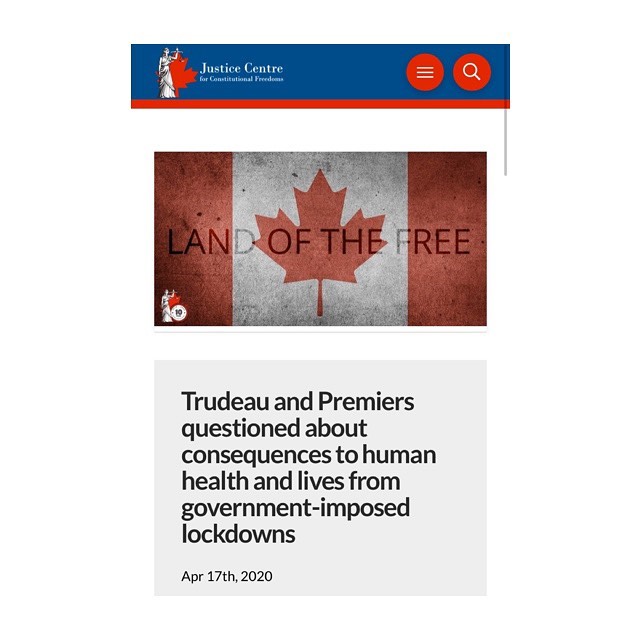 Justice Centre
for Constitutional Freedoms
LAND OF THE FREE
10
Trudeau and Premiers
questioned about
consequences to human
health and lives from
government-imposed
lockdowns
Apr 17th, 2020